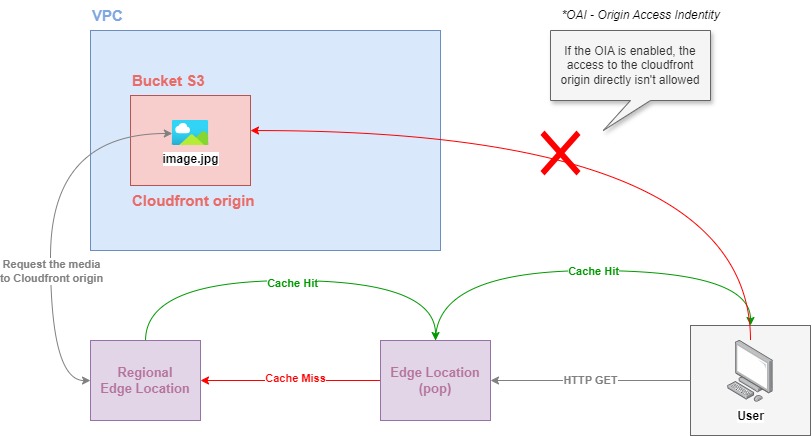 VPC
*OAI - Origin Access Indentity
If the OIA is enabled, the
access to the cloudfront
origin directly isn't allowed
Bucket S3
image.jpg
Cloudfront origin
Request the media
to Cloudfront origin
Cache Hit
Cache Hit
Regional
Edge Location
Cache Miss
Edge Location
(pop)
HTTP GET
User